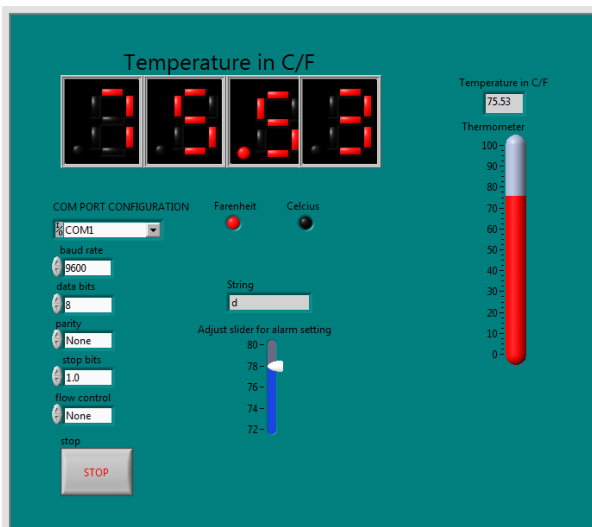 Temperature in C/F
75.53
Temperature in C/F
75.53
Thermometer
100
90
80
70
60
50
40
30
20
10
0
COM PORT CONFIGURATION
COM1
baud rate
9600
data bits
8
parity
None
stop bits
1.0
flow control
None
stop
STOP
Farenheit
Celcius
String
d
Adjust slider for alarm setting
80
78
76
74
72